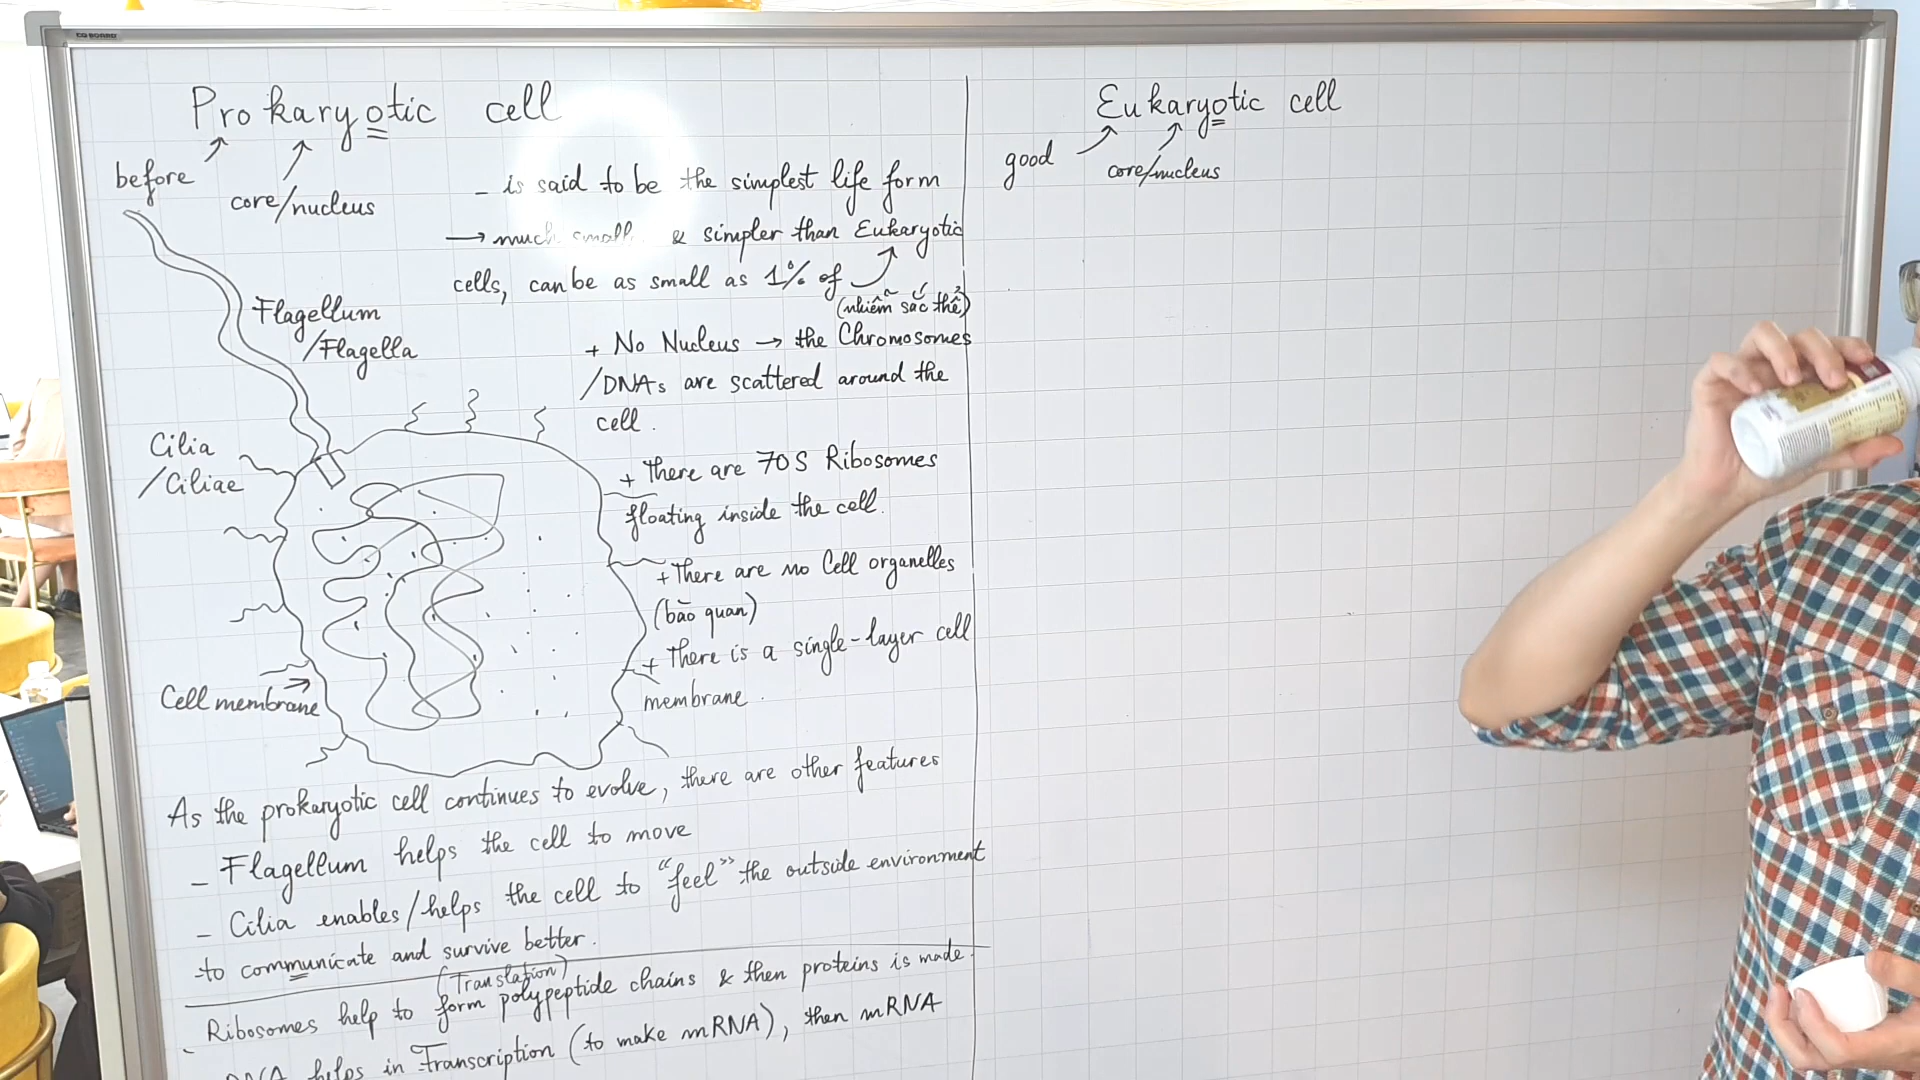 Prokaryotic cell
before
core/nucleus
- is said to be the simplest life form
→ much small & simpler than Eukaryotic
cells, can be as small as 1% of
(nhiễm sắc thể)
Flagellum
/Flagella
+ No Nucleus → the Chromosomes
/DNAs are scattered around the
cell.
Cilia
/Ciliae
+ There are 70S Ribosomes
floating inside the cell.
+ There are no Cell organelles
(bào quan)
+ There is a single-layer cell
membrane.
Cell membrane
As the prokaryotic cell continues to evolve, there are other features
- Flagellum helps the cell to move
- Cilia enables/helps the cell to "feel" the outside environment
to communicate and survive better.
(Translation)
Ribosomes help to form polypeptide chains & then proteins is made.
DNA helps in Transcription (to make mRNA), then mRNA
Eukaryotic cell
good
core/nucleus